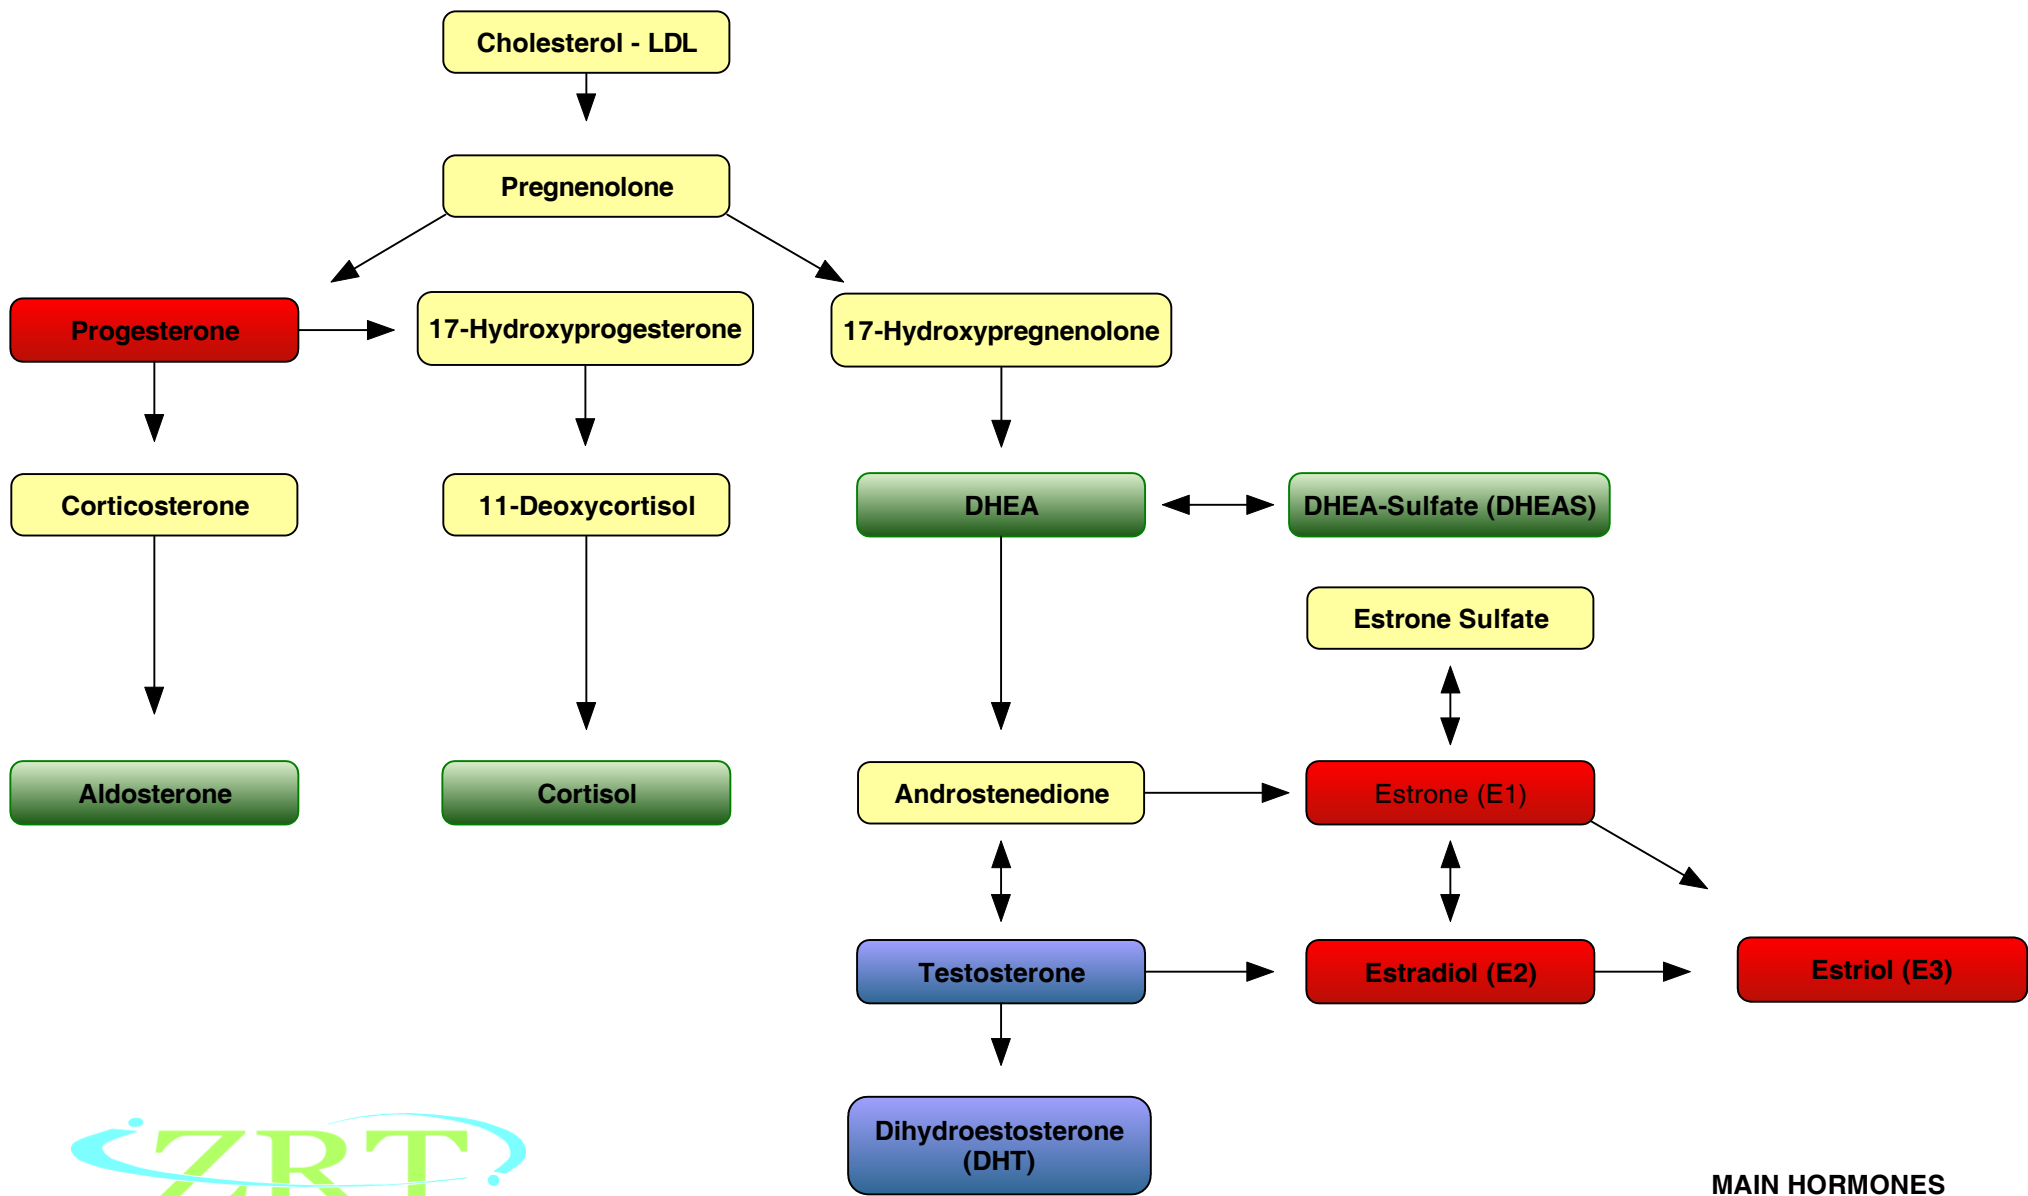 Cholesterol - LDL
Pregnenolone
Progesterone
17-Hydroxyprogesterone
17-Hydroxypregnenolone
Corticosterone
11-Deoxycortisol
DHEA
DHEA-Sulfate (DHEAS)
Estrone Sulfate
Aldosterone
Cortisol
Androstenedione
Estrone (E1)
Testosterone
Estradiol (E2)
Estriol (E3)
Dihydroestosterone
(DHT)
ZRT
MAIN HORMONES